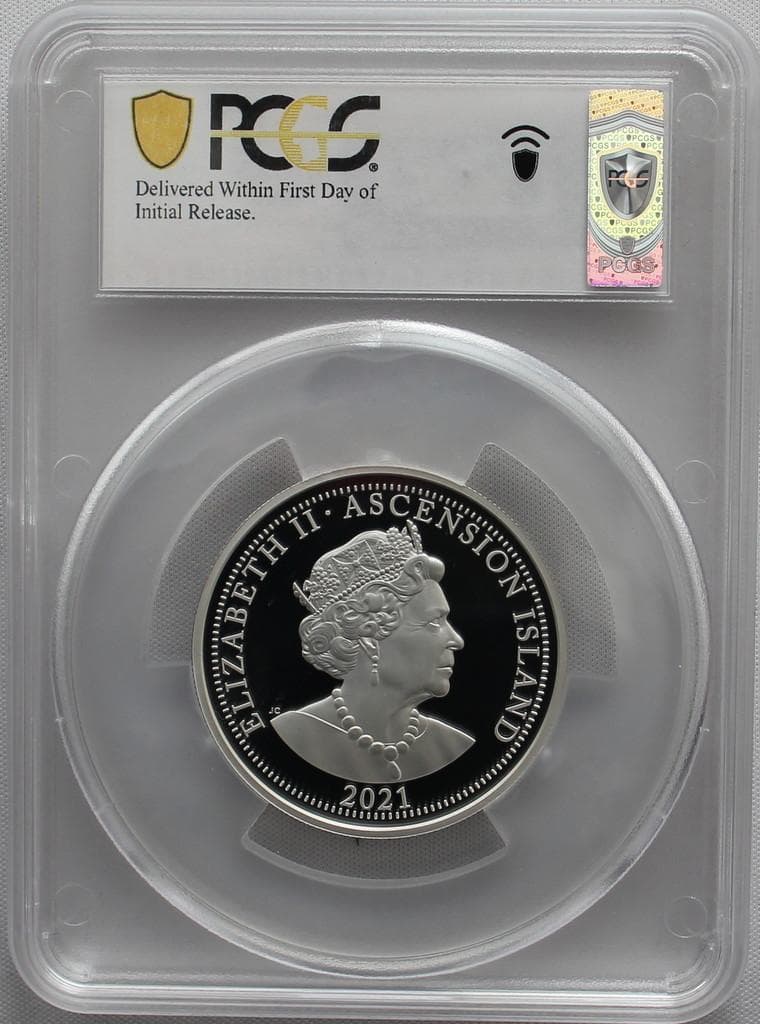 PCGS®
Delivered Within First Day of
Initial Release.
PCGS
PCGS
ELIZABETH II · ASCENSION ISLAND
JC
2021